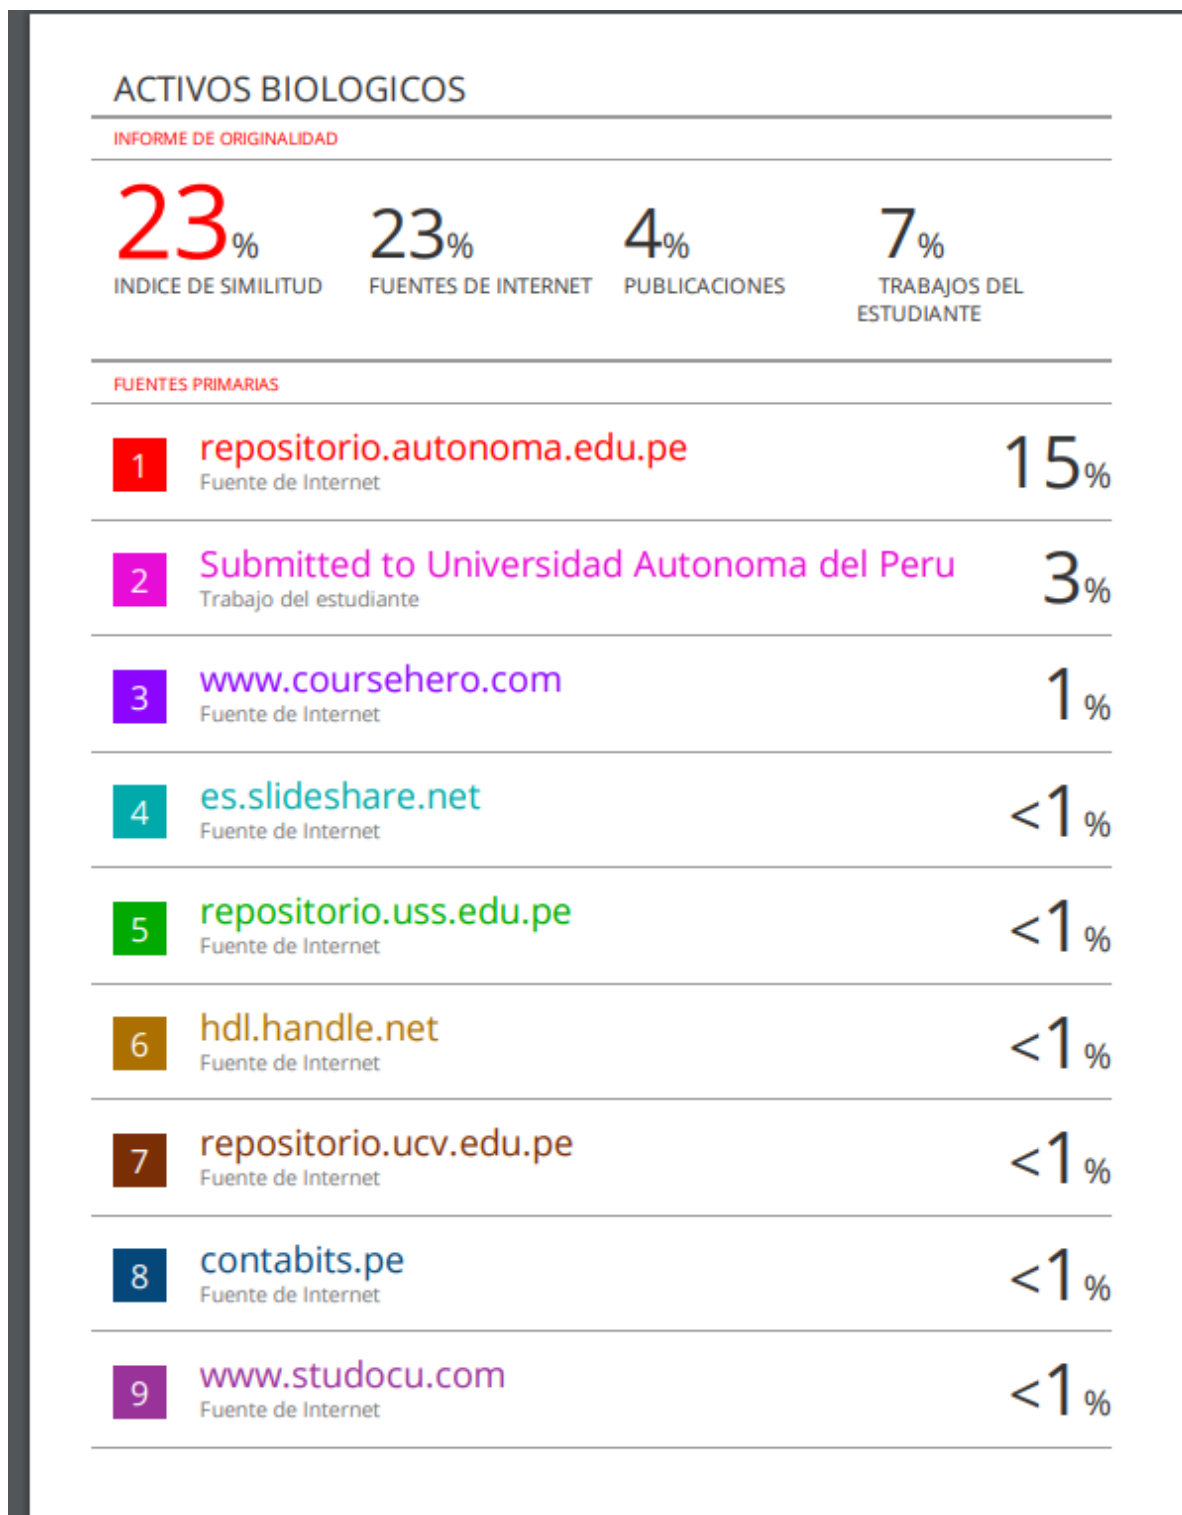 ACTIVOS BIOLOGICOS
INFORME DE ORIGINALIDAD
23% 23% 4% 7%
INDICE DE SIMILITUD FUENTES DE INTERNET PUBLICACIONES TRABAJOS DEL
ESTUDIANTE
FUENTES PRIMARIAS
1 repositorio.autonoma.edu.pe 15%
Fuente de Internet
2 Submitted to Universidad Autonoma del Peru 3%
Trabajo del estudiante
3 www.coursehero.com 1%
Fuente de Internet
4 es.slideshare.net <1%
Fuente de Internet
5 repositorio.uss.edu.pe <1%
Fuente de Internet
6 hdl.handle.net <1%
Fuente de Internet
7 repositorio.ucv.edu.pe <1%
Fuente de Internet
8 contabits.pe <1%
Fuente de Internet
9 www.studocu.com <1%
Fuente de Internet